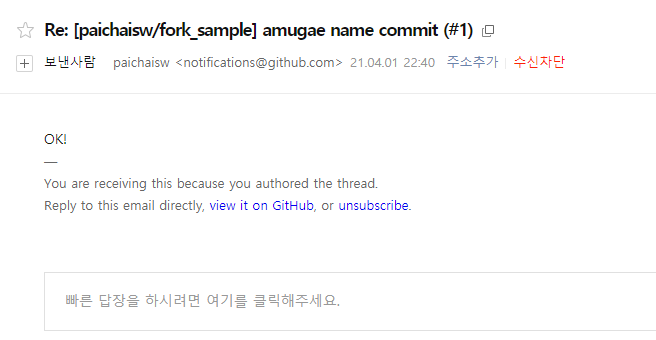 Re: [paichaisw/fork_sample] amugae name commit (#1)
보낸사람 paichaisw <notifications@github.com> 21.04.01 22:40 주소추가 수신차단
OK!
—
You are receiving this because you authored the thread.
Reply to this email directly, view it on GitHub, or unsubscribe.
빠른 답장을 하시려면 여기를 클릭해주세요.